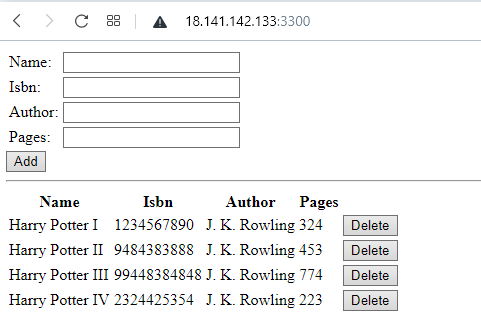 18.141.142.133:3300
Name:
Isbn:
Author:
Pages:
Add
Name Isbn Author Pages
Harry Potter I 1234567890 J. K. Rowling 324 Delete
Harry Potter II 9484383888 J. K. Rowling 453 Delete
Harry Potter III 99448384848 J. K. Rowling 774 Delete
Harry Potter IV 2324425354 J. K. Rowling 223 Delete